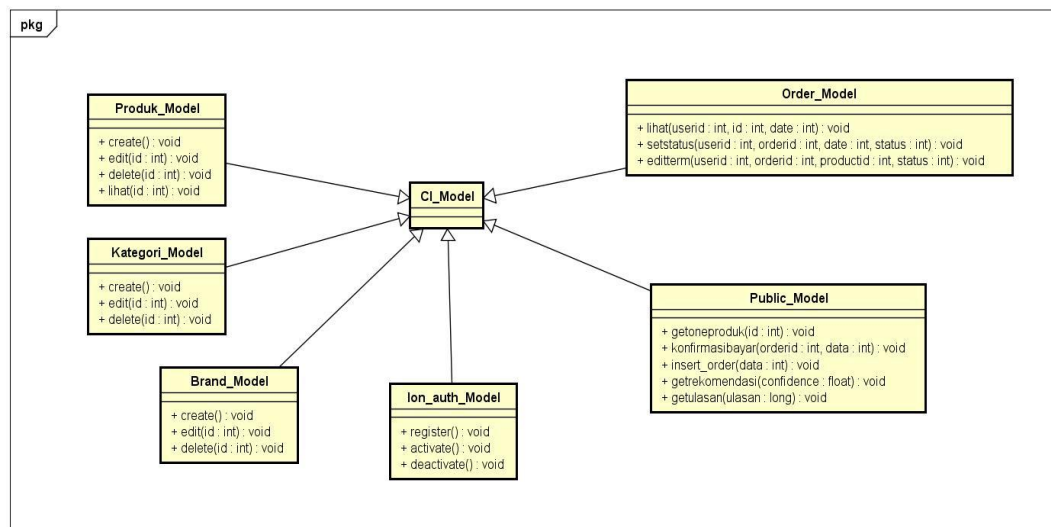 pkg
Produk_Model
+ create() : void
+ edit(id : int) : void
+ delete(id : int) : void
+ lihat(id : int) : void
Order_Model
+ lihat(userid : int, id : int, date : int) : void
+ setstatus(userid : int, orderid : int, date : int, status : int) : void
+ editterm(userid : int, orderid : int, productid : int, status : int) : void
CI_Model
Kategori_Model
+ create() : void
+ edit(id : int) : void
+ delete(id : int) : void
Public_Model
+ getoneproduk(id : int) : void
+ konfirmasibayar(orderid : int, data : int) : void
+ insert_order(data : int) : void
+ getrekomendasi(confidence : float) : void
+ getulasan(ulasan : long) : void
Brand_Model
+ create() : void
+ edit(id : int) : void
+ delete(id : int) : void
Ion_auth_Model
+ register() : void
+ activate() : void
+ deactivate() : void